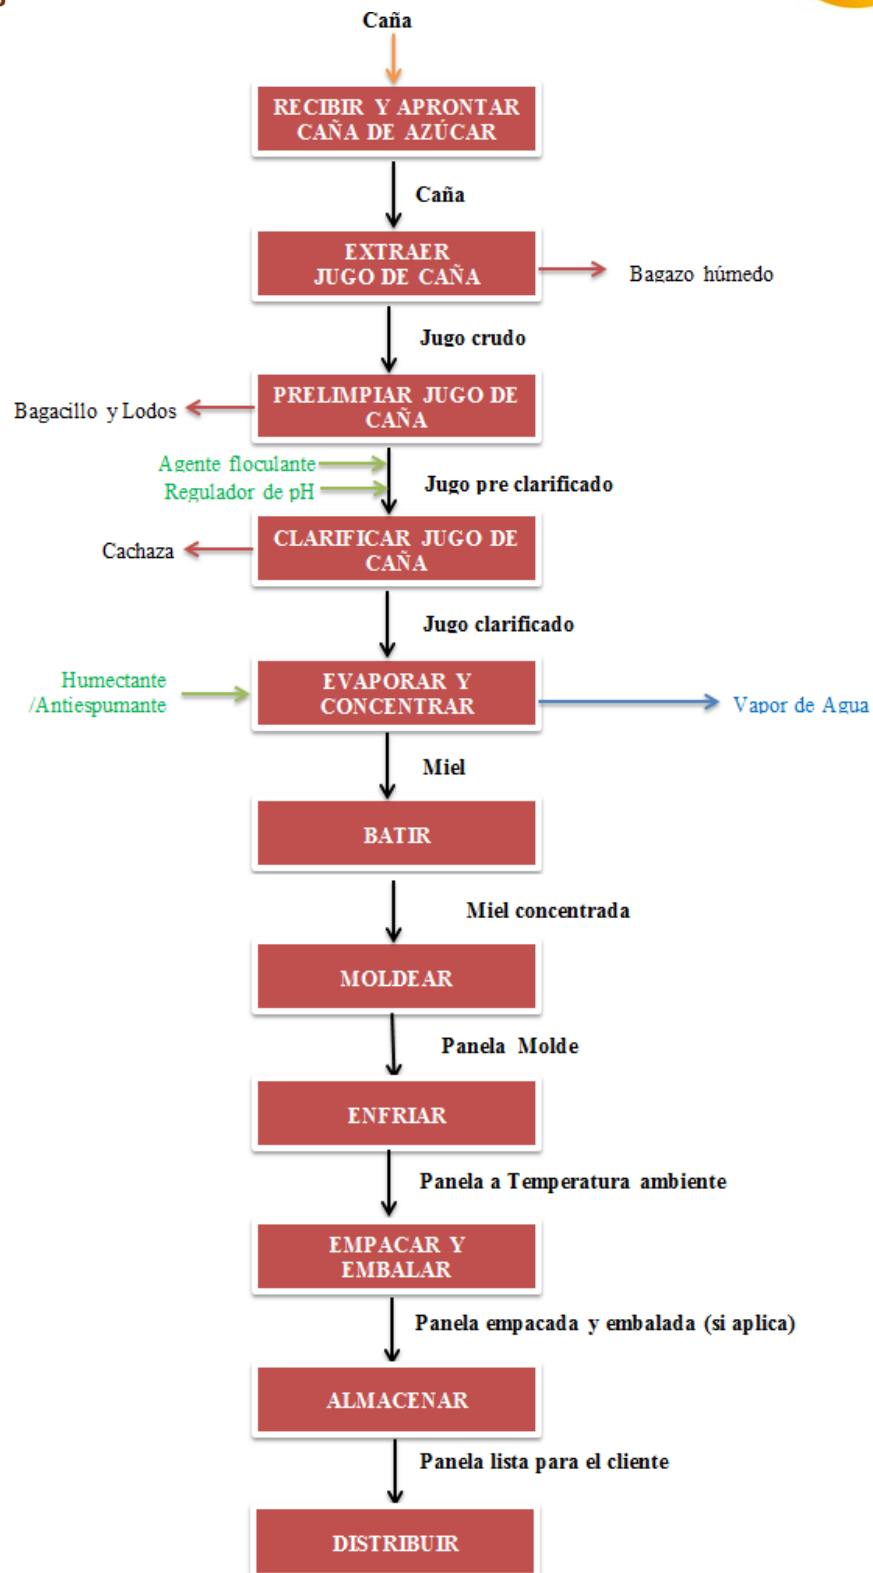 Caña
RECIBIR Y APRONTAR
CAÑA DE AZÚCAR
Caña
EXTRAER
JUGO DE CAÑA
Bagazo húmedo
Jugo crudo
PRELIMPIAR JUGO DE
CAÑA
Bagacillo y Lodos
Agente floculante
Regulador de pH
Jugo pre clarificado
CLARIFICAR JUGO DE
CAÑA
Cachaza
Jugo clarificado
Humectante
/Antiespumante
EVAPORAR Y
CONCENTRAR
Vapor de Agua
Miel
BATIR
Miel concentrada
MOLDEAR
Panela Molde
ENFRIAR
Panela a Temperatura ambiente
EMPACAR Y
EMBALAR
Panela empacada y embalada (si aplica)
ALMACENAR
Panela lista para el cliente
DISTRIBUIR